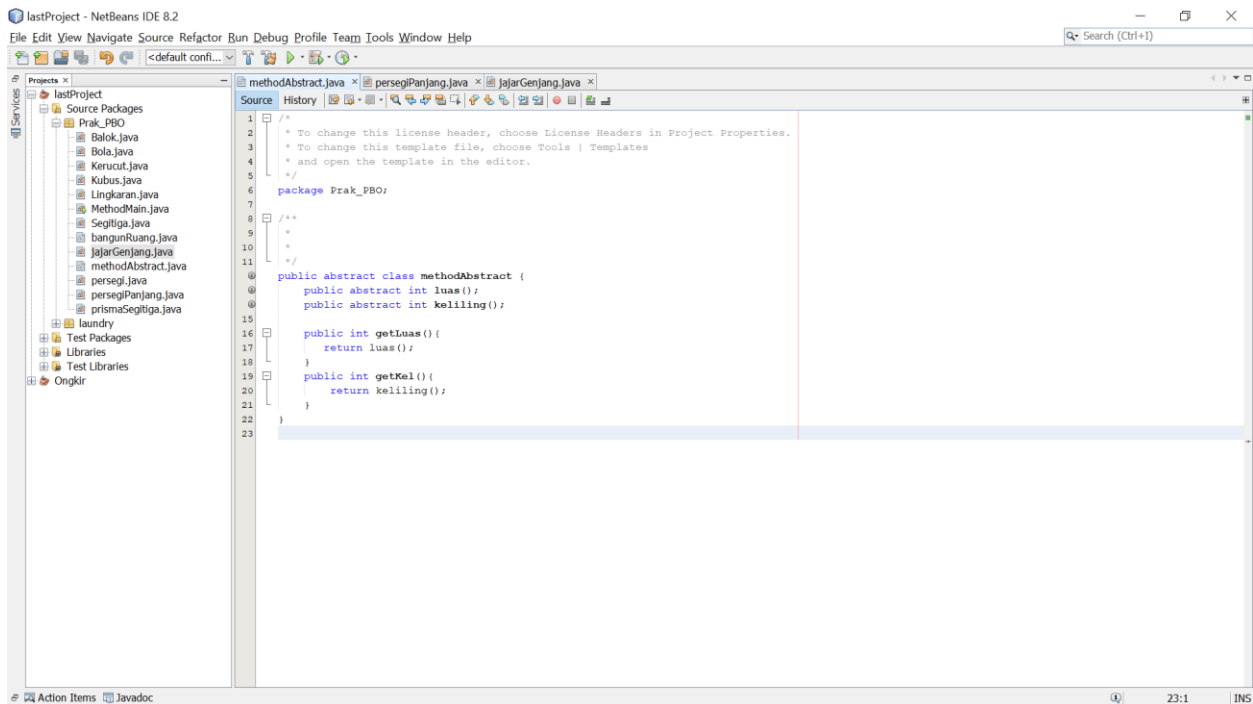 lastProject - NetBeans IDE 8.2
File Edit View Navigate Source Refactor Run Debug Profile Team Tools Window Help
Search (Ctrl+I)
<default confi...
Projects
Services
lastProject
Source Packages
Prak_PBO
Balok.java
Bola.java
Kerucut.java
Kubus.java
Lingkaran.java
MethodMain.java
Segitiga.java
bangunRuang.java
jajarGenjang.java
methodAbstract.java
persegi.java
persegiPanjang.java
prismaSegitiga.java
laundry
Test Packages
Libraries
Test Libraries
Ongkir
methodAbstract.java persegiPanjang.java jajarGenjang.java
Source History
1 /*
2 * To change this license header, choose License Headers in Project Properties.
3 * To change this template file, choose Tools | Templates
4 * and open the template in the editor.
5 */
6 package Prak_PBO;
7
8 /**
9 *
10 *
11 */
public abstract class methodAbstract {
public abstract int luas();
public abstract int keliling();
15
16 public int getLuas(){
17 return luas();
18 }
19 public int getKel(){
20 return keliling();
21 }
22 }
23
Action Items Javadoc
23:1 INS